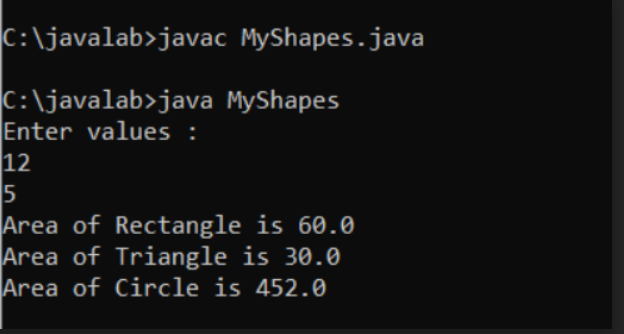 C:\javalab>javac MyShapes.java
C:\javalab>java MyShapes
Enter values :
12
5
Area of Rectangle is 60.0
Area of Triangle is 30.0
Area of Circle is 452.0